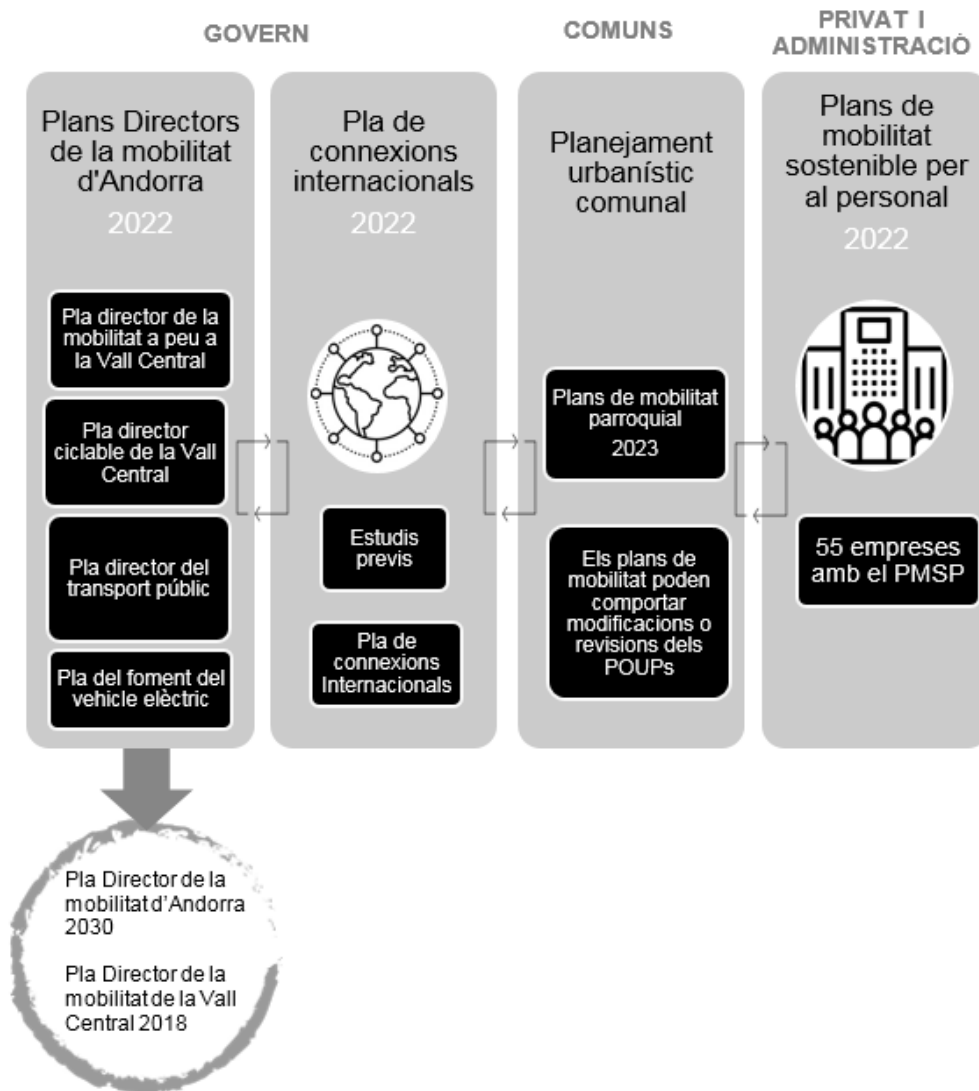 GOVERN
COMUNS
PRIVAT I
ADMINISTRACIÓ
Plans Directors
de la mobilitat
d'Andorra
2022
Pla director de la
mobilitat a peu a
la Vall Central
Pla director
ciclable de la Vall
Central
Pla director del
transport públic
Pla del foment del
vehicle elèctric
Pla de
connexions
internacionals
2022
Estudis
previs
Pla de
connexions
Internacionals
Planejament
urbanístic
comunal
Plans de mobilitat
parroquial
2023
Els plans de
mobilitat poden
comportar
modificacions o
revisions dels
POUPs
Plans de
mobilitat
sostenible per
al personal
2022
55 empreses
amb el PMSP
Pla Director de la
mobilitat d’Andorra
2030
Pla Director de la
mobilitat de la Vall
Central 2018